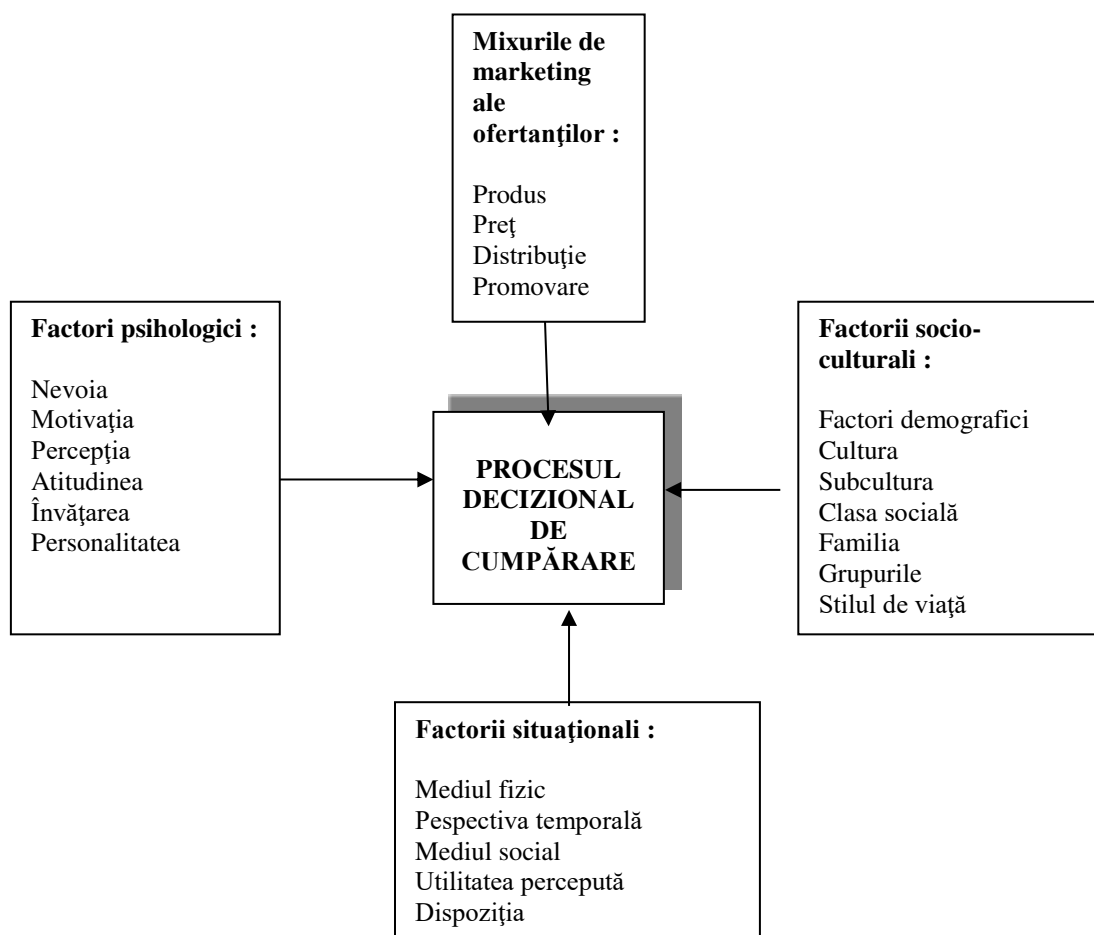 Mixurile de
marketing
ale
ofertanţilor :
Produs
Preţ
Distribuţie
Promovare
Factori psihologici :
Nevoia
Motivaţia
Percepţia
Atitudinea
Învăţarea
Personalitatea
PROCESUL
DECIZIONAL
DE
CUMPĂRARE
Factorii socio-
culturali :
Factori demografici
Cultura
Subcultura
Clasa socială
Familia
Grupurile
Stilul de viaţă
Factorii situaţionali :
Mediul fizic
Pespectiva temporală
Mediul social
Utilitatea percepută
Dispoziţia